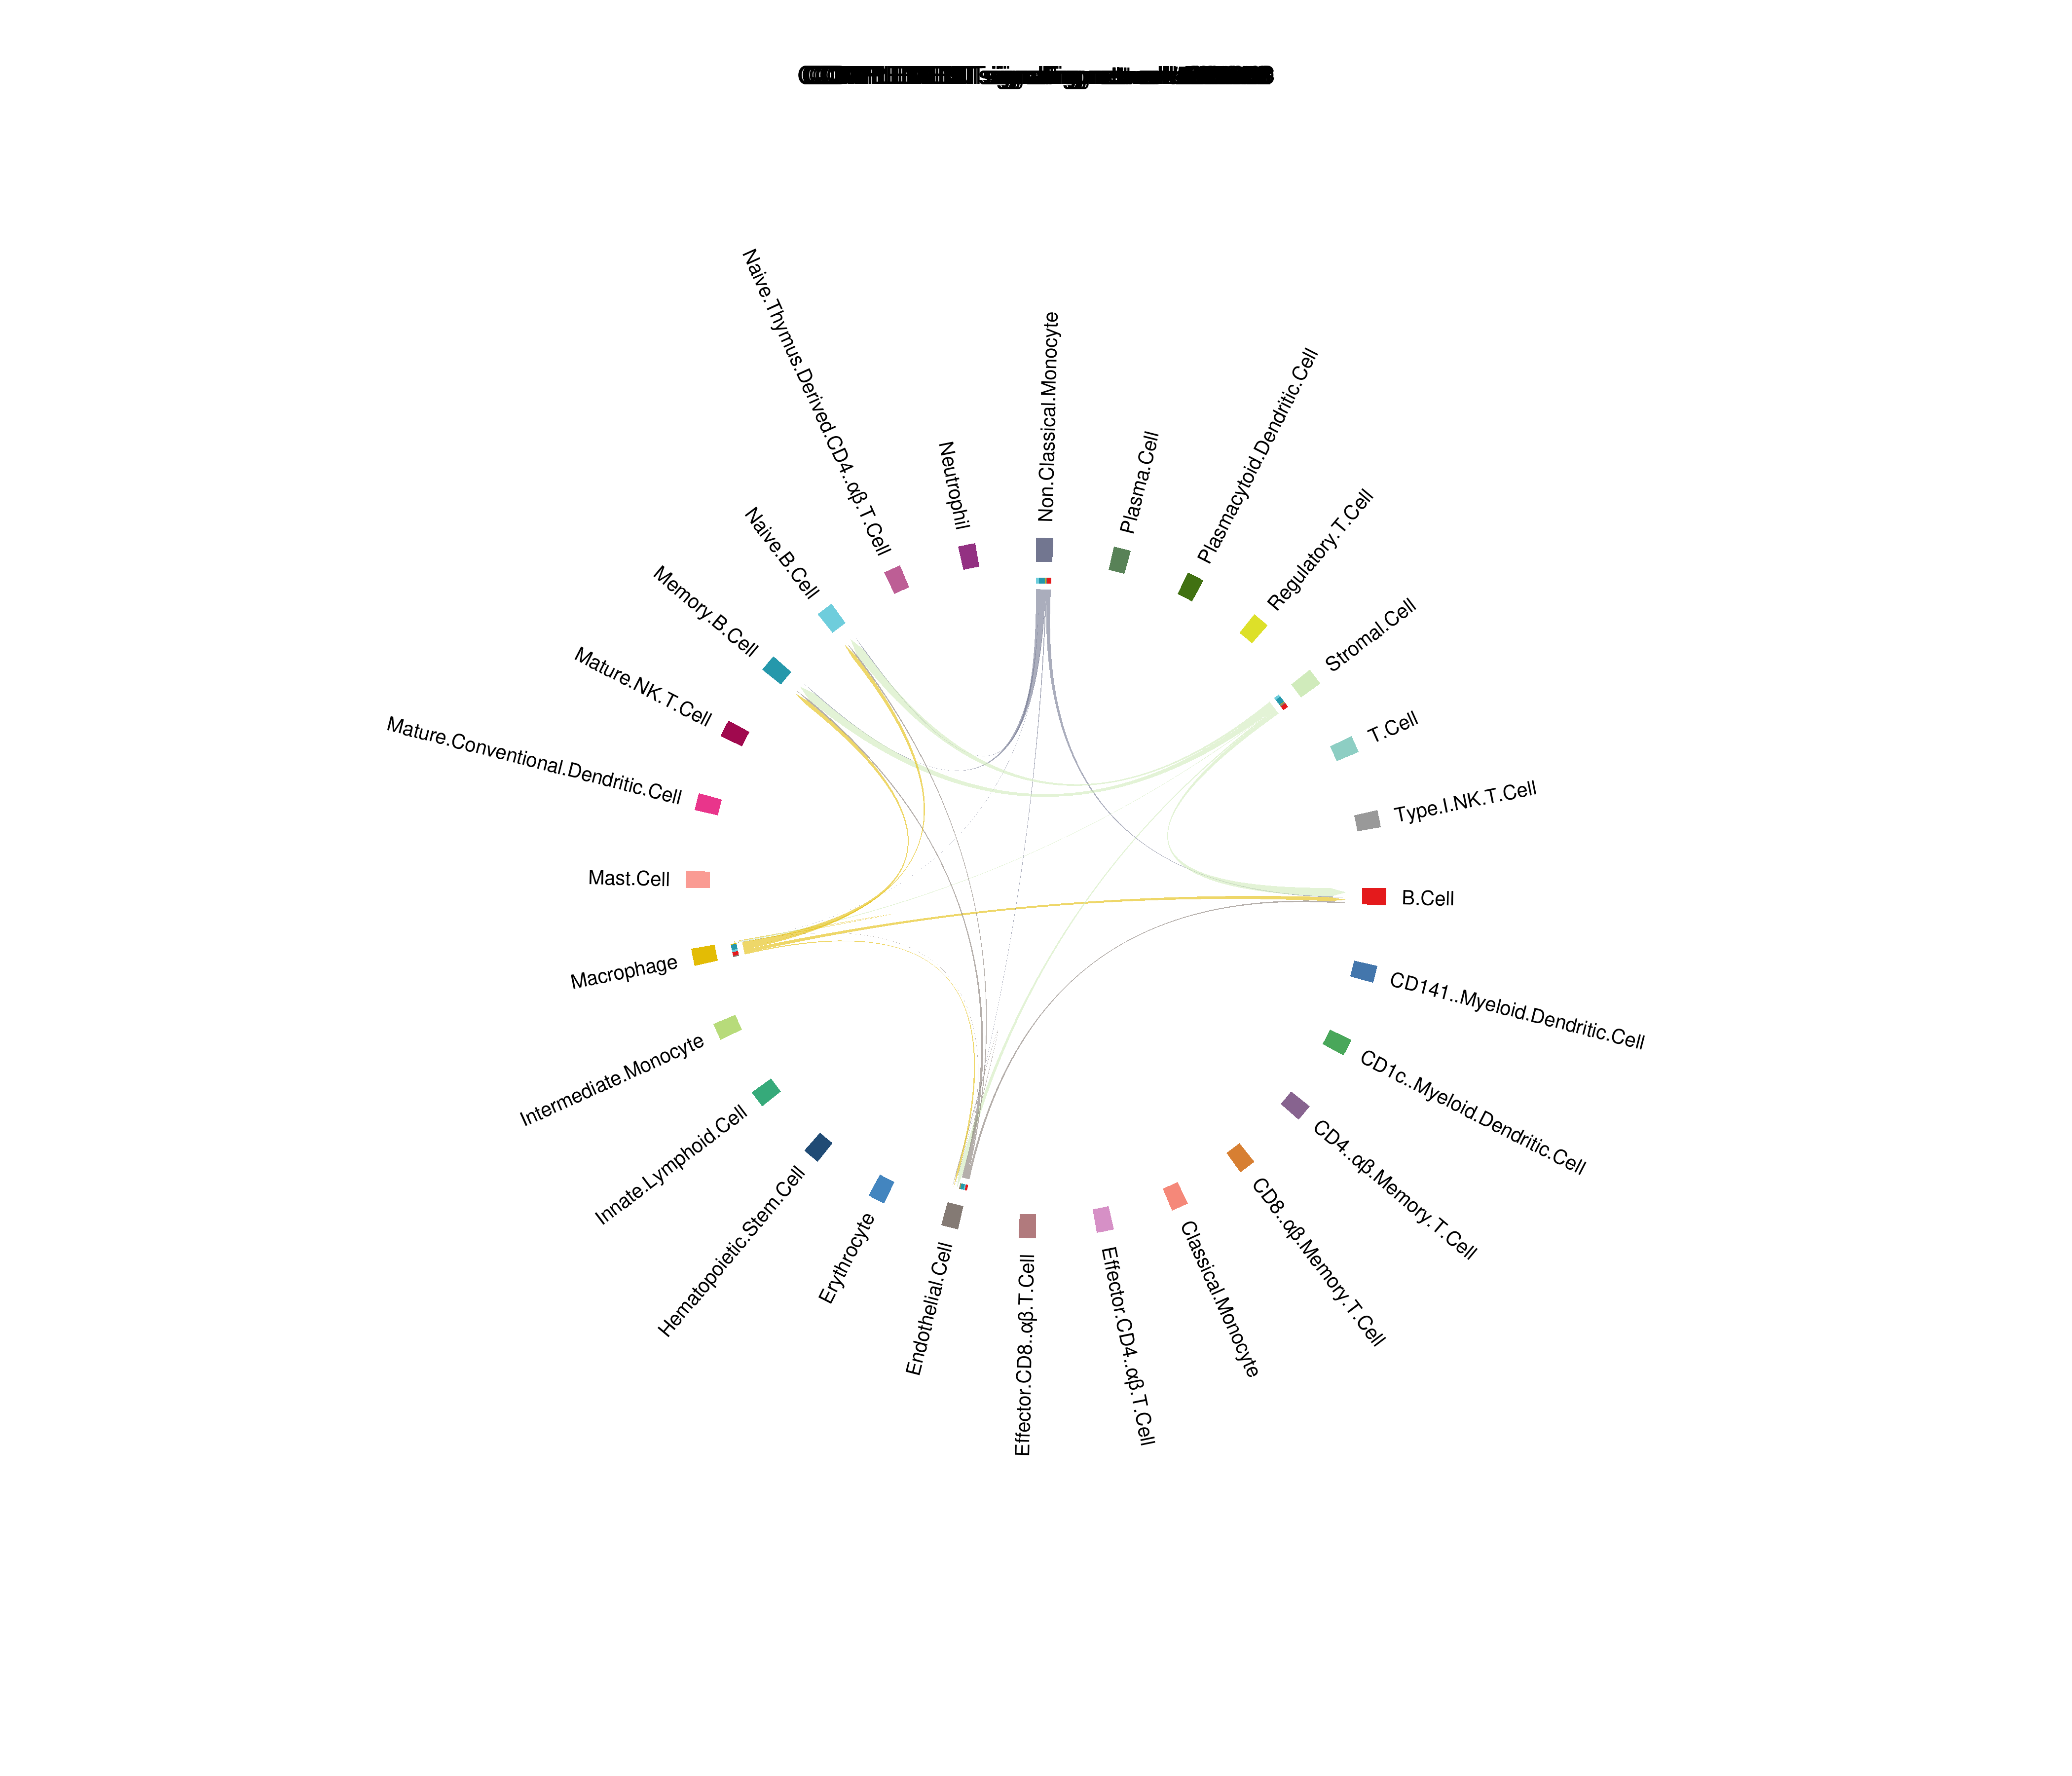 Non.Classical.Monocyte
Plasma.Cell
Plasmacytoid.Dendritic.Cell
Regulatory.T.Cell
Stromal.Cell
T.Cell
Type.I.NK.T.Cell
B.Cell
CD141..Myeloid.Dendritic.Cell
CD1c..Myeloid.Dendritic.Cell
CD4..αβ.Memory.T.Cell
CD8..αβ.Memory.T.Cell
Classical.Monocyte
Effector.CD4..αβ.T.Cell
Effector.CD8..αβ.T.Cell
Endothelial.Cell
Erythrocyte
Hematopoietic.Stem.Cell
Innate.Lymphoid.Cell
Intermediate.Monocyte
Macrophage
Mast.Cell
Mature.Conventional.Dendritic.Cell
Mature.NK.T.Cell
Memory.B.Cell
Naive.B.Cell
Naive.Thymus.Derived.CD4..αβ.T.Cell
Neutrophil